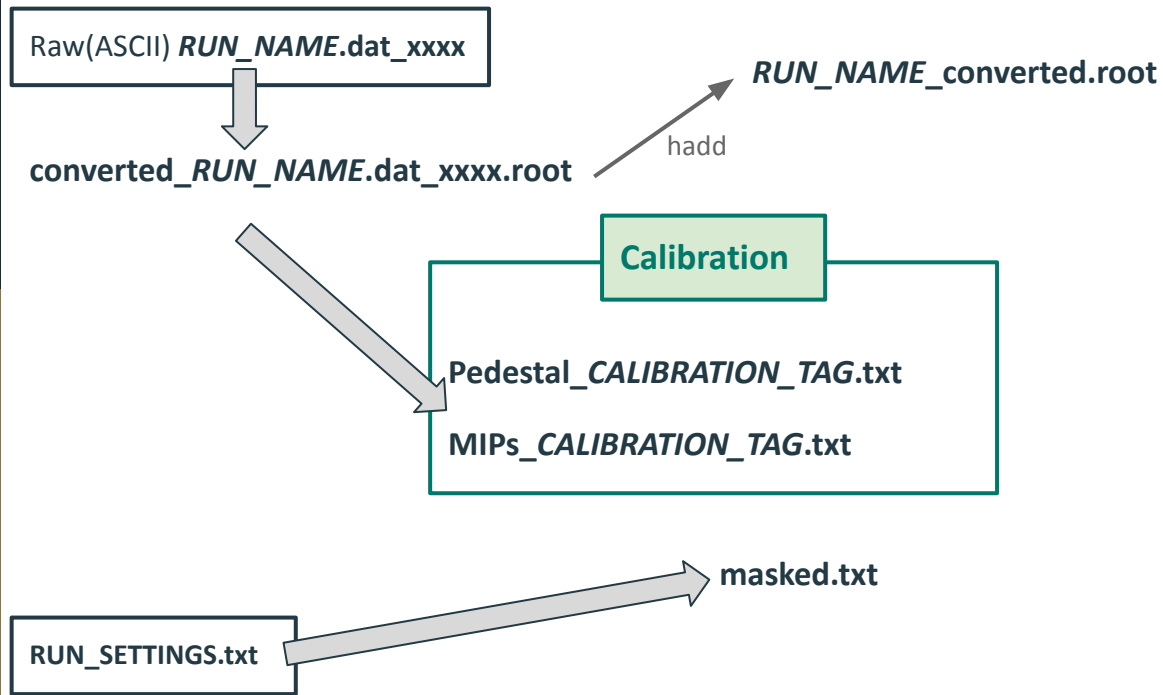 Raw(ASCII) RUN_NAME.dat_xxxx
RUN_NAME_converted.root
hadd
converted_RUN_NAME.dat_xxxx.root
Calibration
Pedestal_CALIBRATION_TAG.txt
MIPs_CALIBRATION_TAG.txt
masked.txt
RUN_SETTINGS.txt